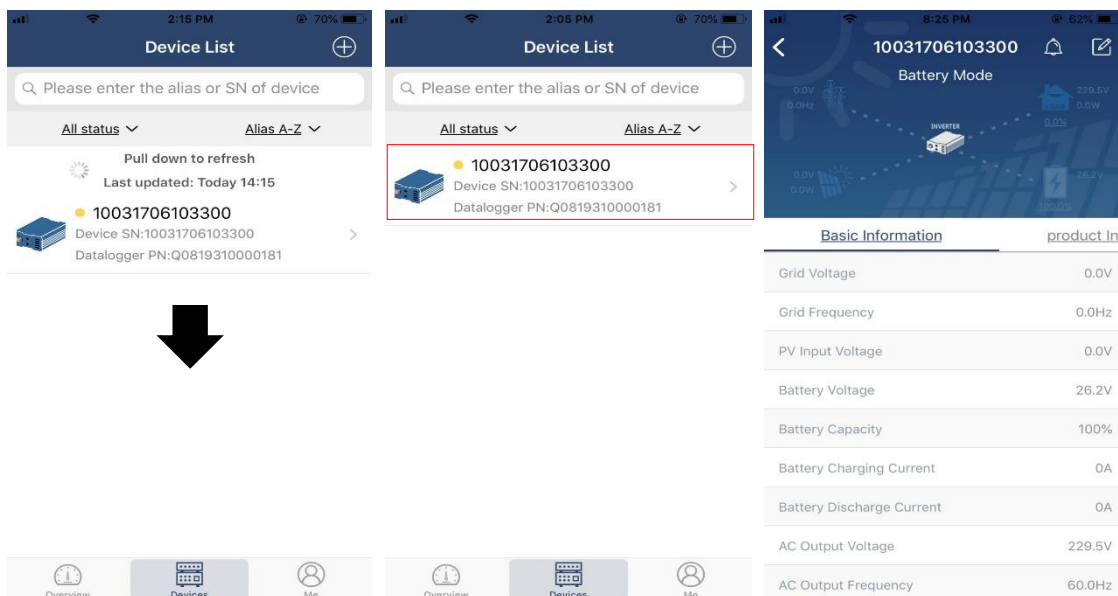 2:15 PM
70%
Device List
Please enter the alias or SN of device
All status
Alias A-Z
Pull down to refresh
Last updated: Today 14:15
10031706103300
Device SN:10031706103300
Datalogger PN:Q0819310000181
Overview
Devices
Me
2:05 PM
70%
Device List
Please enter the alias or SN of device
All status
Alias A-Z
10031706103300
Device SN:10031706103300
Datalogger PN:Q0819310000181
Overview
Devices
Me
8:25 PM
62%
10031706103300
Battery Mode
0.0V
0.0Hz
229.5V
0.0W
0.0%
INVERTER
0.0V
0.0W
26.2V
100.0%
Basic Information
product In
Grid Voltage 0.0V
Grid Frequency 0.0Hz
PV Input Voltage 0.0V
Battery Voltage 26.2V
Battery Capacity 100%
Battery Charging Current 0A
Battery Discharge Current 0A
AC Output Voltage 229.5V
AC Output Frequency 60.0Hz